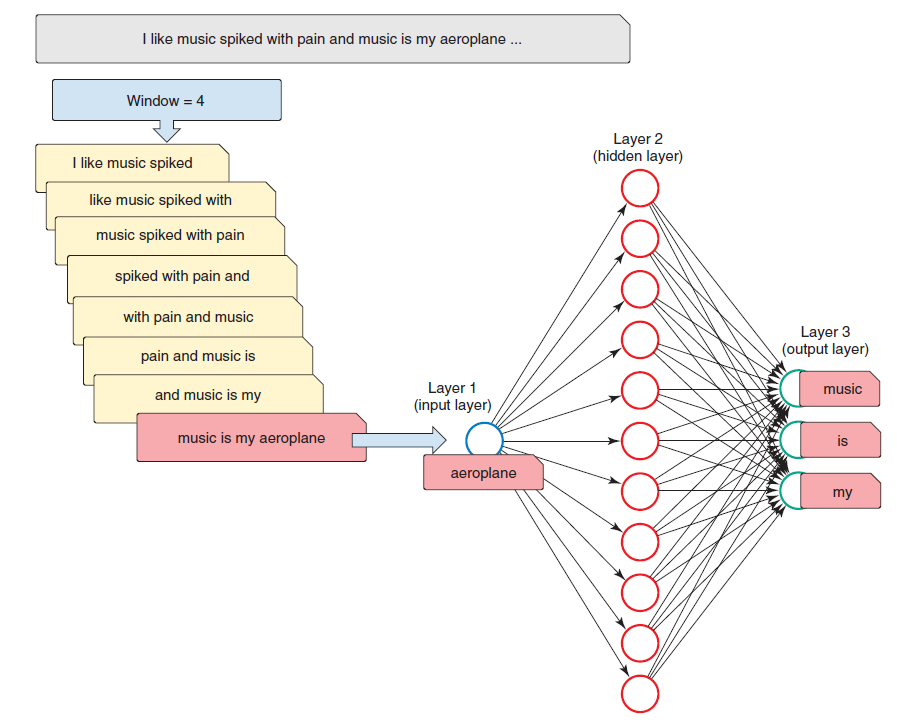 I like music spiked with pain and music is my aeroplane ...
Window = 4
I like music spiked
like music spiked with
music spiked with pain
spiked with pain and
with pain and music
pain and music is
and music is my
music is my aeroplane
Layer 1
(input layer)
aeroplane
Layer 2
(hidden layer)
Layer 3
(output layer)
music
is
my